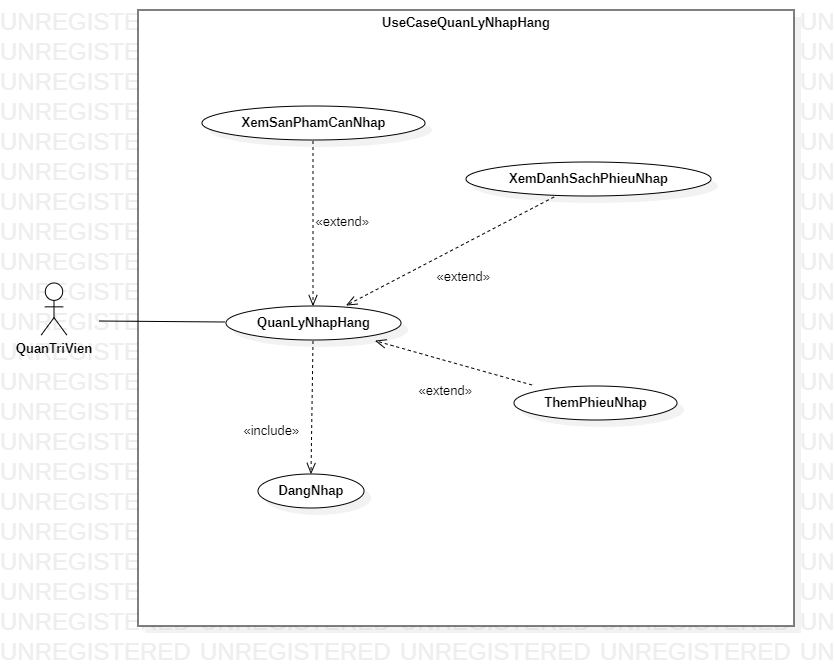 UseCaseQuanLyNhapHang
XemSanPhamCanNhap
XemDanhSachPhieuNhap
«extend»
«extend»
QuanLyNhapHang
QuanTriVien
«extend»
ThemPhieuNhap
«include»
DangNhap
UNREGISTERED UNREGISTERED UNREGISTERED UNREGISTERED UN